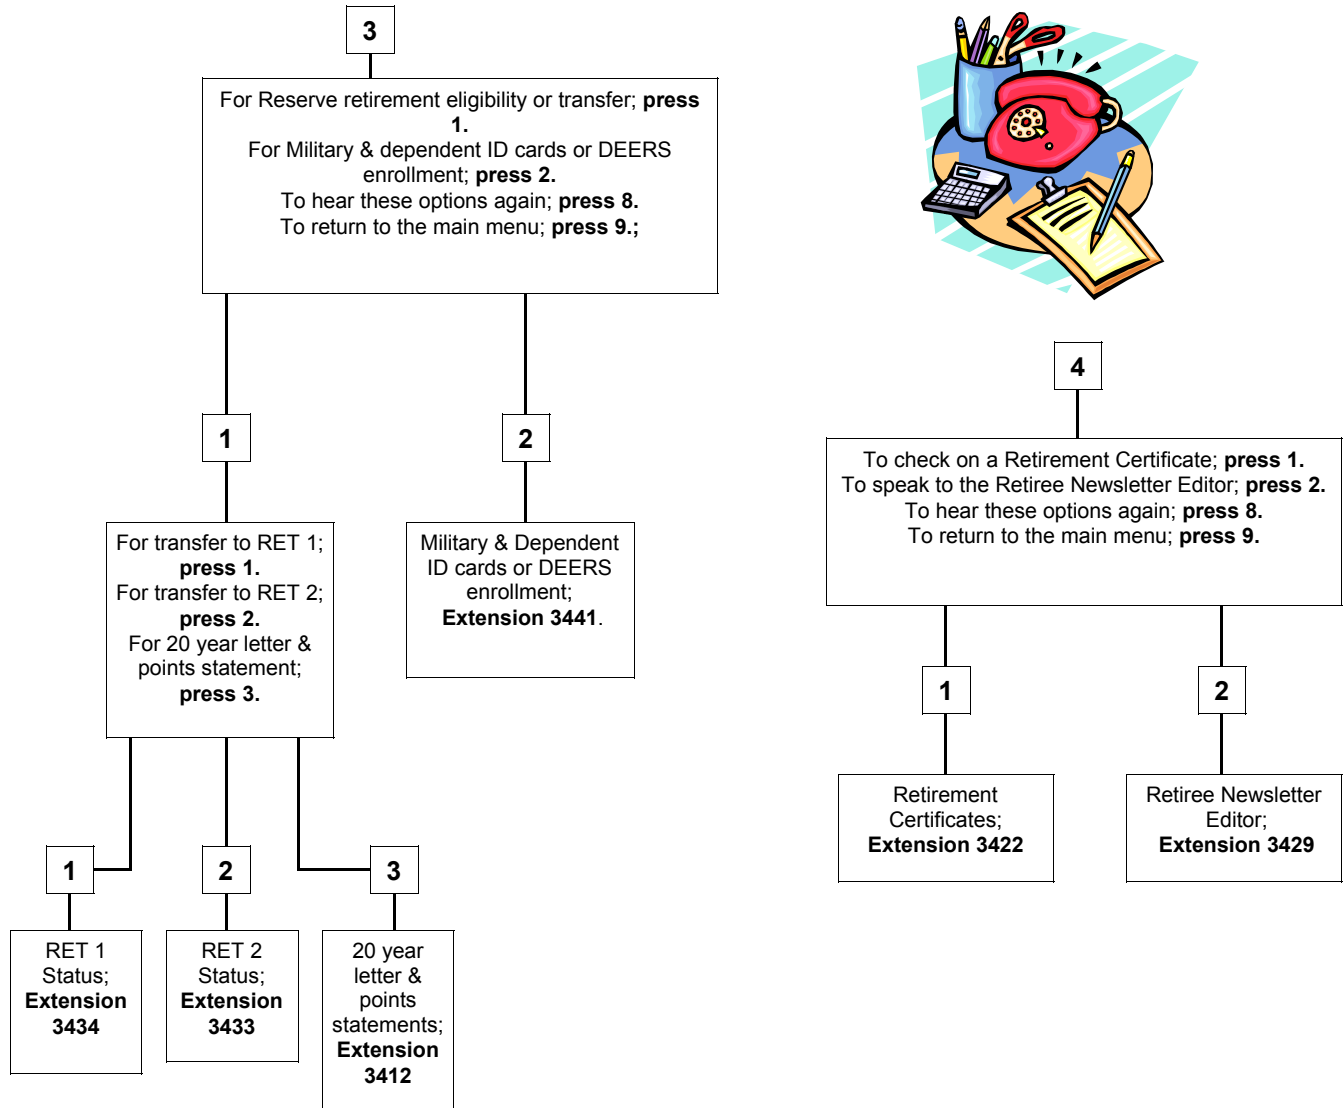 3
For Reserve retirement eligibility or transfer; press
1.
For Military & dependent ID cards or DEERS
enrollment; press 2.
To hear these options again; press 8.
To return to the main menu; press 9.;
1
2
For transfer to RET 1;
press 1.
For transfer to RET 2;
press 2.
For 20 year letter &
points statement;
press 3.
Military & Dependent
ID cards or DEERS
enrollment;
Extension 3441.
1
2
3
RET 1
Status;
Extension
3434
RET 2
Status;
Extension
3433
20 year
letter &
points
statements;
Extension
3412
4
To check on a Retirement Certificate; press 1.
To speak to the Retiree Newsletter Editor; press 2.
To hear these options again; press 8.
To return to the main menu; press 9.
1
2
Retirement
Certificates;
Extension 3422
Retiree Newsletter
Editor;
Extension 3429